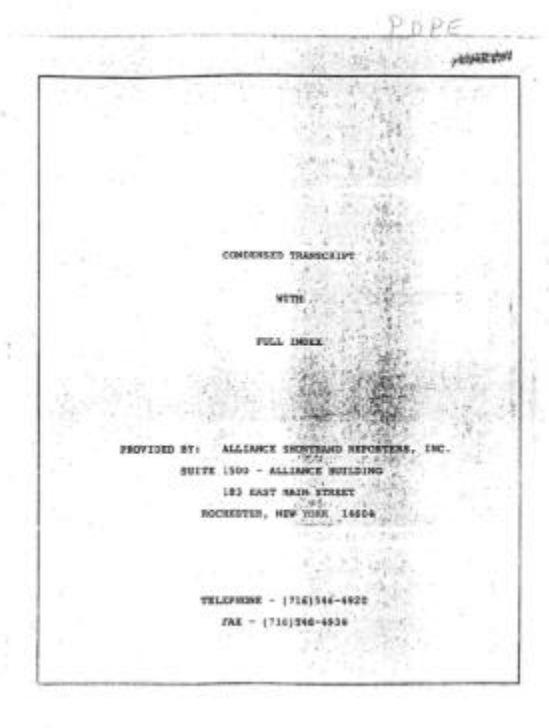 POPE
CONDENSED TRANSCRIPT
WITH
FULL INDEX
PROVIDED BY: ALLIANCE SHORTHAND REPORTERS, INC.
SUITE 1500 - ALLIANCE BUILDING
183 EAST MAIN STREET
ROCHESTER, NEW YORK 14604
TELEPHONE - (716)546-4920
FAX - (716)546-4936